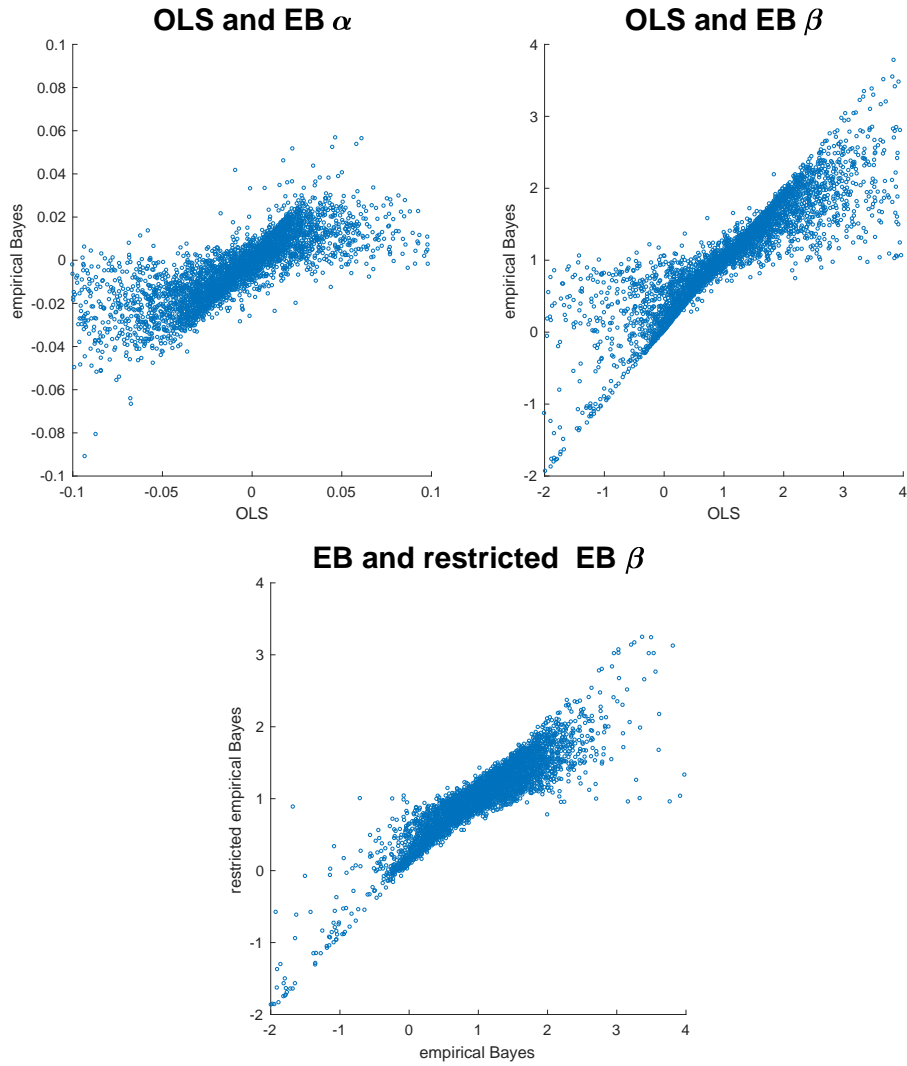 OLS and EB α
0.1
0.08
0.06
0.04
0.02
0
-0.02
-0.04
-0.06
-0.08
-0.1
empirical Bayes
-0.1 -0.05 0 0.05 0.1
OLS
OLS and EB β
4
3
2
1
0
-1
-2
empirical Bayes
-2 -1 0 1 2 3 4
OLS
EB and restricted EB β
4
3
2
1
0
-1
-2
restricted empirical Bayes
-2 -1 0 1 2 3 4
empirical Bayes